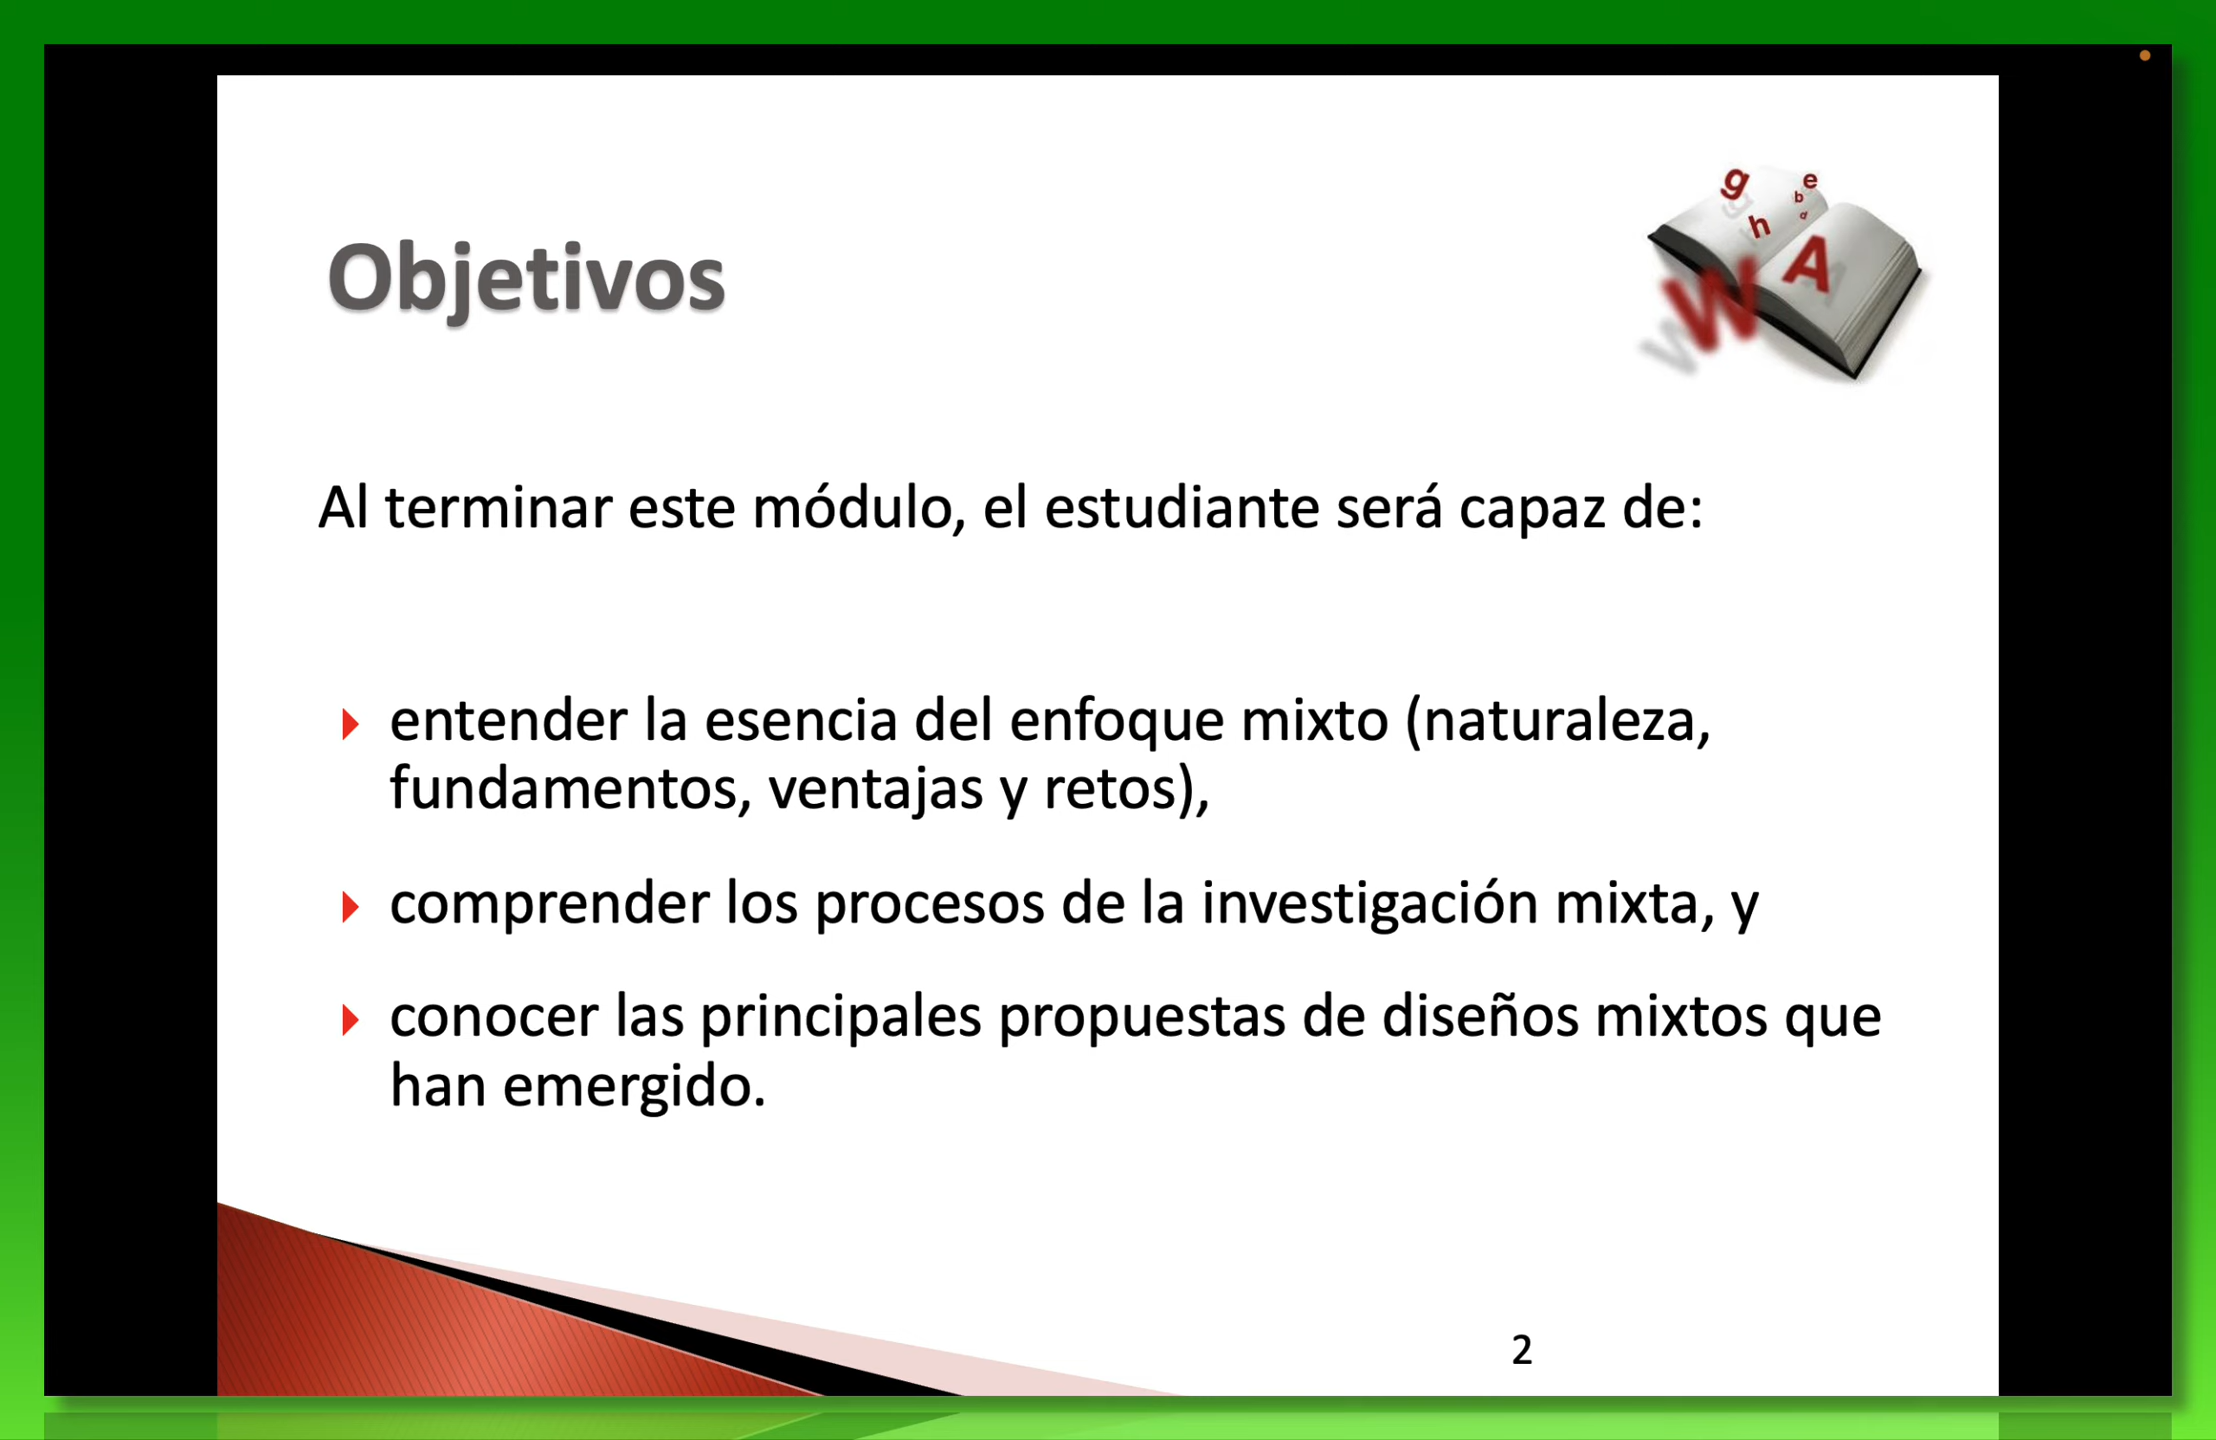 g e
b
h d
A
W
Objetivos
Al terminar este módulo, el estudiante será capaz de:
entender la esencia del enfoque mixto (naturaleza,
fundamentos, ventajas y retos),
comprender los procesos de la investigación mixta, y
conocer las principales propuestas de diseños mixtos que
han emergido.
2